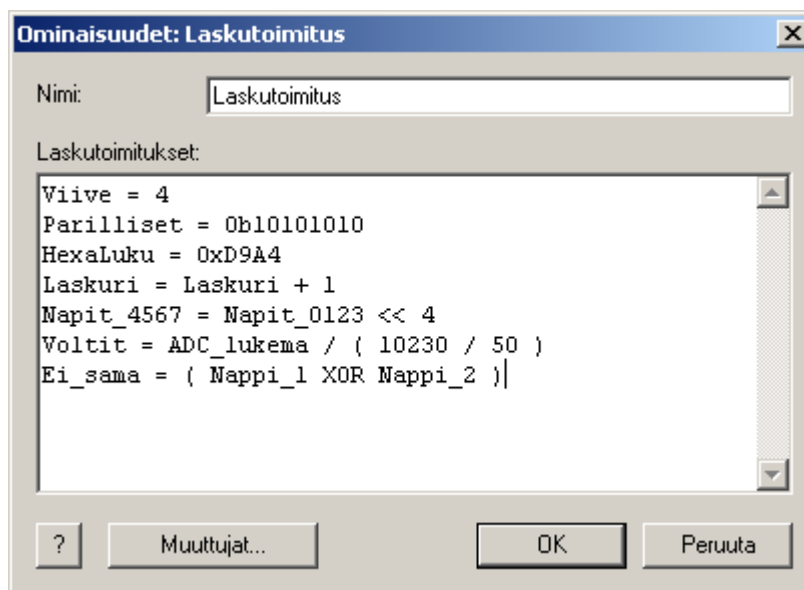 Ominaisuudet: Laskutoimitus
Nimi: Laskutoimitus
Laskutoimitukset:
Viive = 4
Parilliset = 0b10101010
HexaLuku = 0xD9A4
Laskuri = Laskuri + 1
Napit_4567 = Napit_0123 << 4
Voltit = ADC_lukema / ( 10230 / 50 )
Ei_sama = ( Nappi_1 XOR Nappi_2 )
? Muuttujat... OK Peruuta